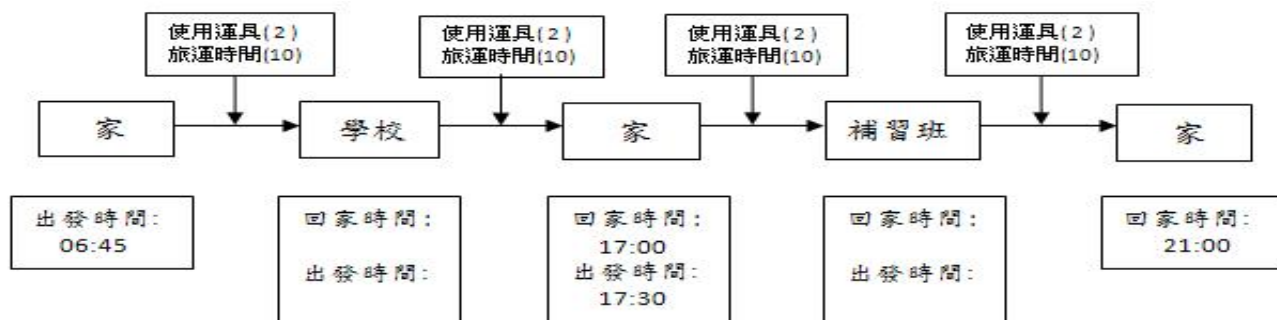 使用運具(2)
旅運時間(10)
使用運具(2)
旅運時間(10)
使用運具(2)
旅運時間(10)
使用運具(2)
旅運時間(10)
家
學校
家
補習班
家
出發時間:
06:45
回家時間:
出發時間:
回家時間:
17:00
出發時間:
17:30
回家時間:
出發時間:
回家時間:
21:00